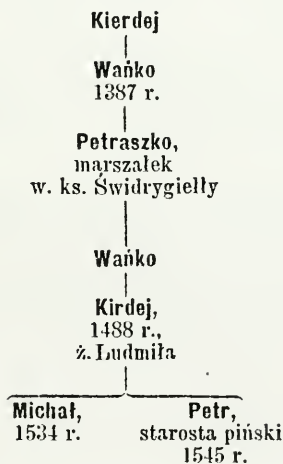 Kierdej
Wańko
1387 r.
Petraszko,
marszałek
w. ks. Świdrygiełły
Wańko
Kirdej,
1488 r.,
ż. Ludmiła
Michał,
1534 r.
Petr,
starosta piński
1545 r.